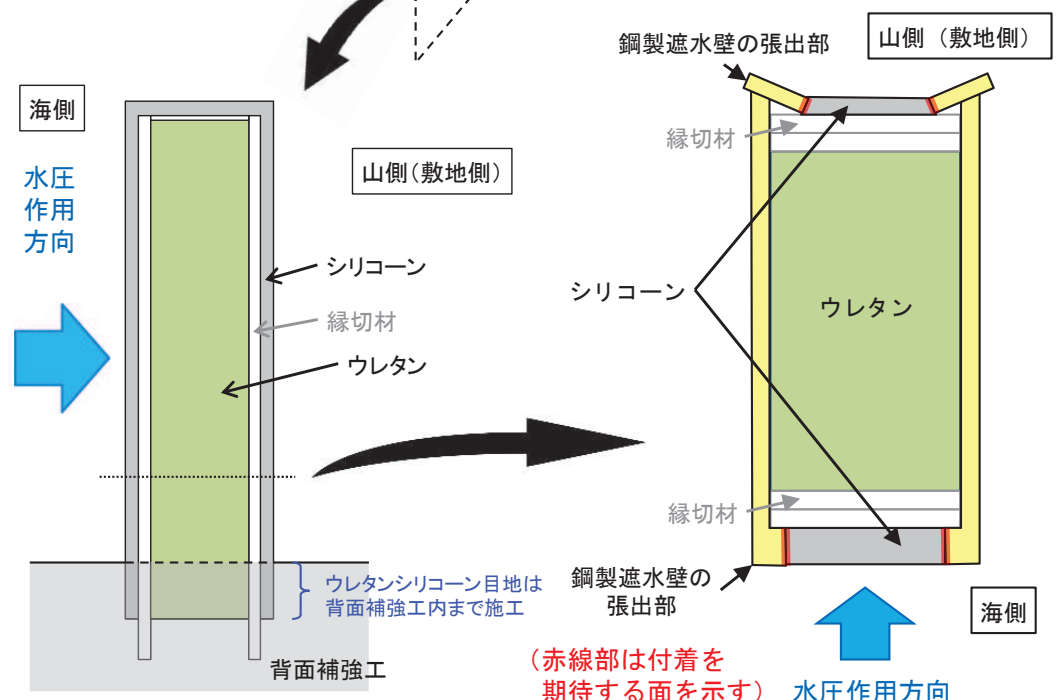 海側
水圧
作用
方向
山側(敷地側)
シリコーン
縁切材
ウレタン
ウレタンシリコーン目地は
背面補強工内まで施工
背面補強工
鋼製遮水壁の張出部
山側（敷地側）
縁切材
シリコーン
ウレタン
縁切材
鋼製遮水壁の
張出部
海側
（赤線部は付着を
期待する面を示す）
水圧作用方向